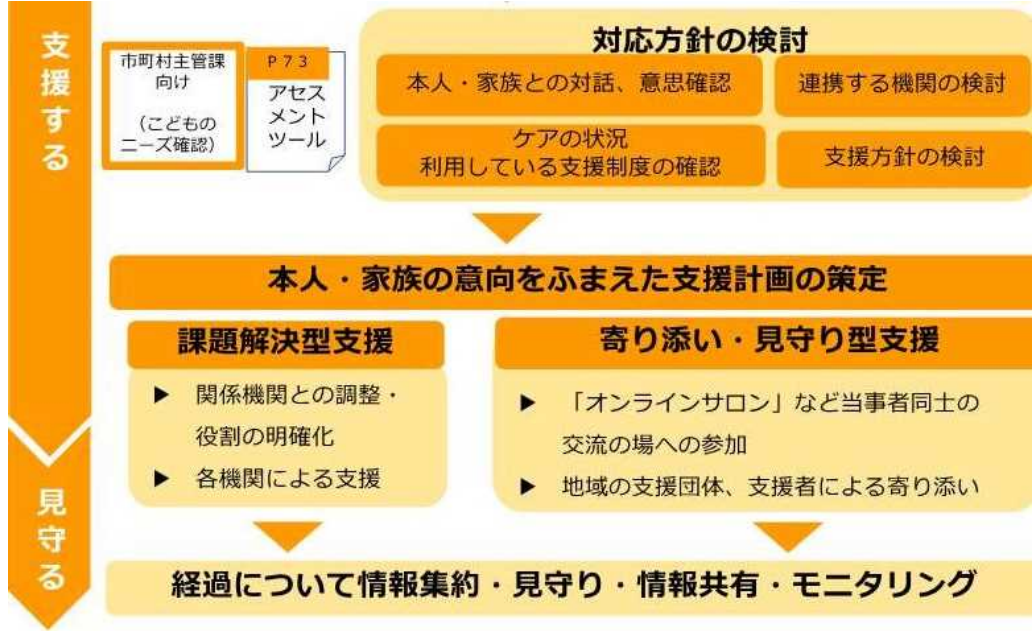 支援する
市町村主管課
向け
(こどもの
ニーズ確認)
P73
アセス
メント
ツール
対応方針の検討
本人・家族との対話、意思確認
連携する機関の検討
ケアの状況
利用している支援制度の確認
支援方針の検討
本人・家族の意向をふまえた支援計画の策定
課題解決型支援
▶ 関係機関との調整・
役割の明確化
▶ 各機関による支援
寄り添い・見守り型支援
▶ 「オンラインサロン」など当事者同士の
交流の場への参加
▶ 地域の支援団体、支援者による寄り添い
見守る
経過について情報集約・見守り・情報共有・モニタリング